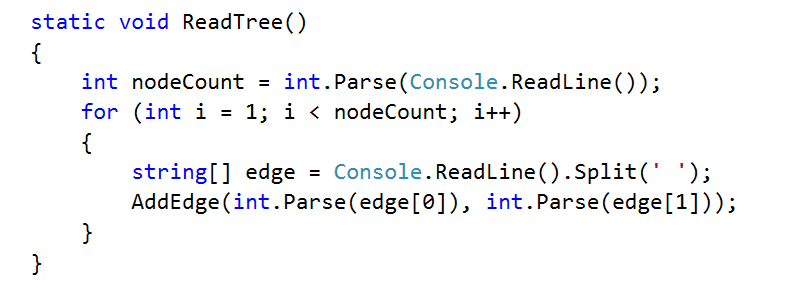 static void ReadTree()
{
    int nodeCount = int.Parse(Console.ReadLine());
    for (int i = 1; i < nodeCount; i++)
    {
        string[] edge = Console.ReadLine().Split(' ');
        AddEdge(int.Parse(edge[0]), int.Parse(edge[1]));
    }
}